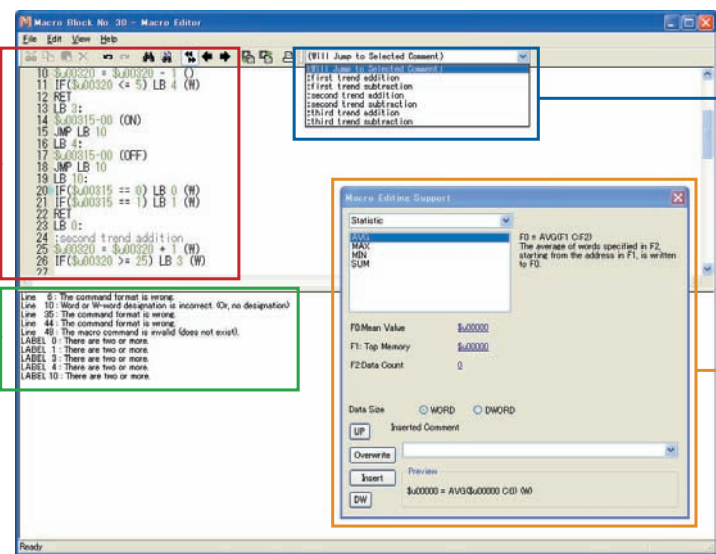 Macro Block No. 30 - Macro Editor
File Edit View Help
(Will Jump to Selected Comment)
(Will Jump to Selected Comment)
;first trend addition
;first trend subtraction
;second trend addition
;second trend subtraction
;third trend addition
;third trend subtraction
10 $u00320 = $u00320 - 1 ()
11 IF($u00320 <= 5) LB 4 (W)
12 RET
13 LB 3:
14 $u00315-00 (ON)
15 JMP LB 10
16 LB 4:
17 $u00315-00 (OFF)
18 JMP LB 10
19 LB 10:
20 IF($u00315 == 0) LB 0 (W)
21 IF($u00315 == 1) LB 1 (W)
22 RET
23 LB 0:
24 ;second trend addition
25 $u00320 = $u00320 + 1 (W)
26 IF($u00320 >= 25) LB 3 (W)
27
Line 6 : The command format is wrong.
Line 10 : Word or W-word designation is incorrect. (Or, no designation)
Line 35 : The command format is wrong.
Line 44 : The command format is wrong.
Line 48 : The macro command is invalid (does not exist).
LABEL 0 : There are two or more.
LABEL 1 : There are two or more.
LABEL 3 : There are two or more.
LABEL 4 : There are two or more.
LABEL 10 : There are two or more.
Macro Editing Support
Statistic
AVG
MAX
MIN
SUM
F0 = AVG(F1 C:F2)
The average of words specified in F2,
starting from the address in F1, is written
to F0.
F0:Mean Value $u00000
F1: Top Memory $u00000
F2:Data Count 0
Data Size WORD DWORD
UP Inserted Comment
Overwrite
Insert
DW
Preview
$u00000 = AVG($u00000 C:0) (W)
Ready